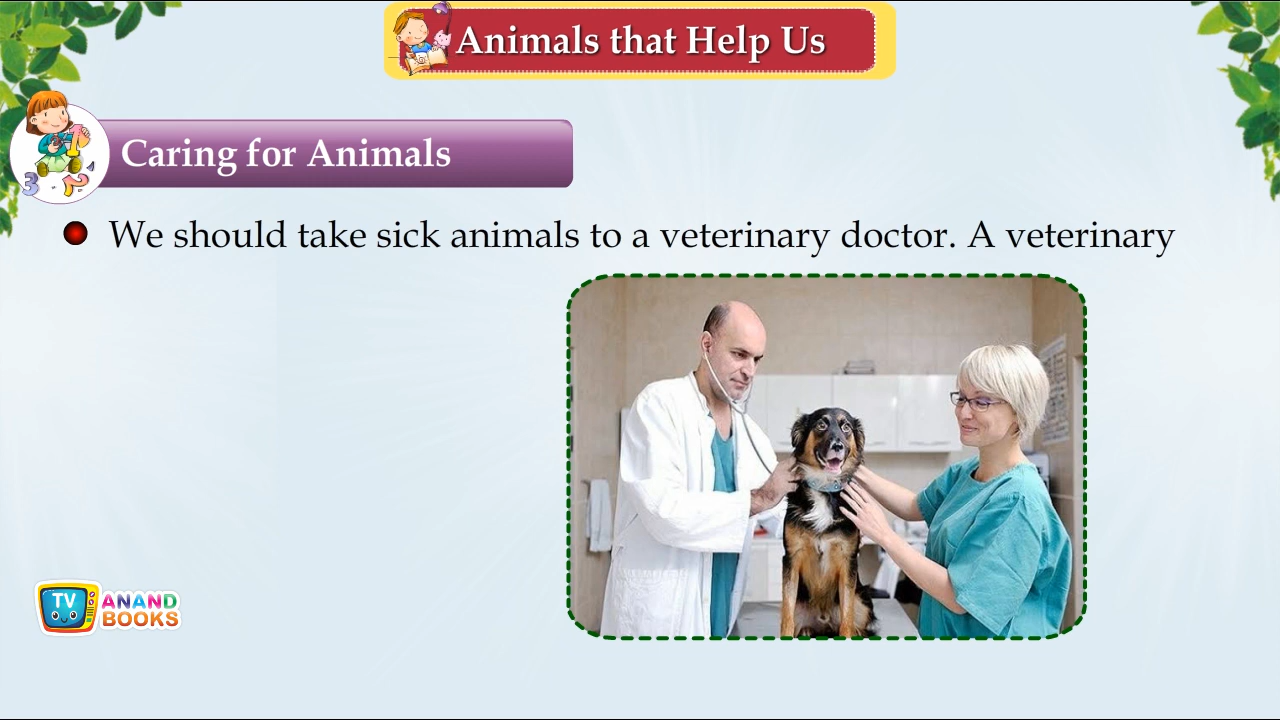 Animals that Help Us
Caring for Animals
We should take sick animals to a veterinary doctor. A veterinary
TV
ANAND
BOOKS